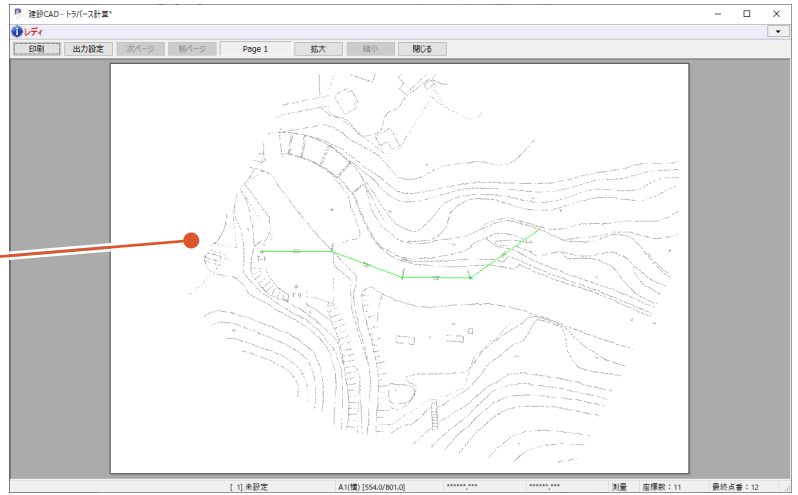 建設CAD - トラバース計算*
レディ
印刷 出力設定 次ページ 前ページ Page 1 拡大 縮小 閉じる
[ 1] 未設定 A1(横) [554.0/801.0] ******.*** ******.*** 測量 座標数：11 最終点番：12